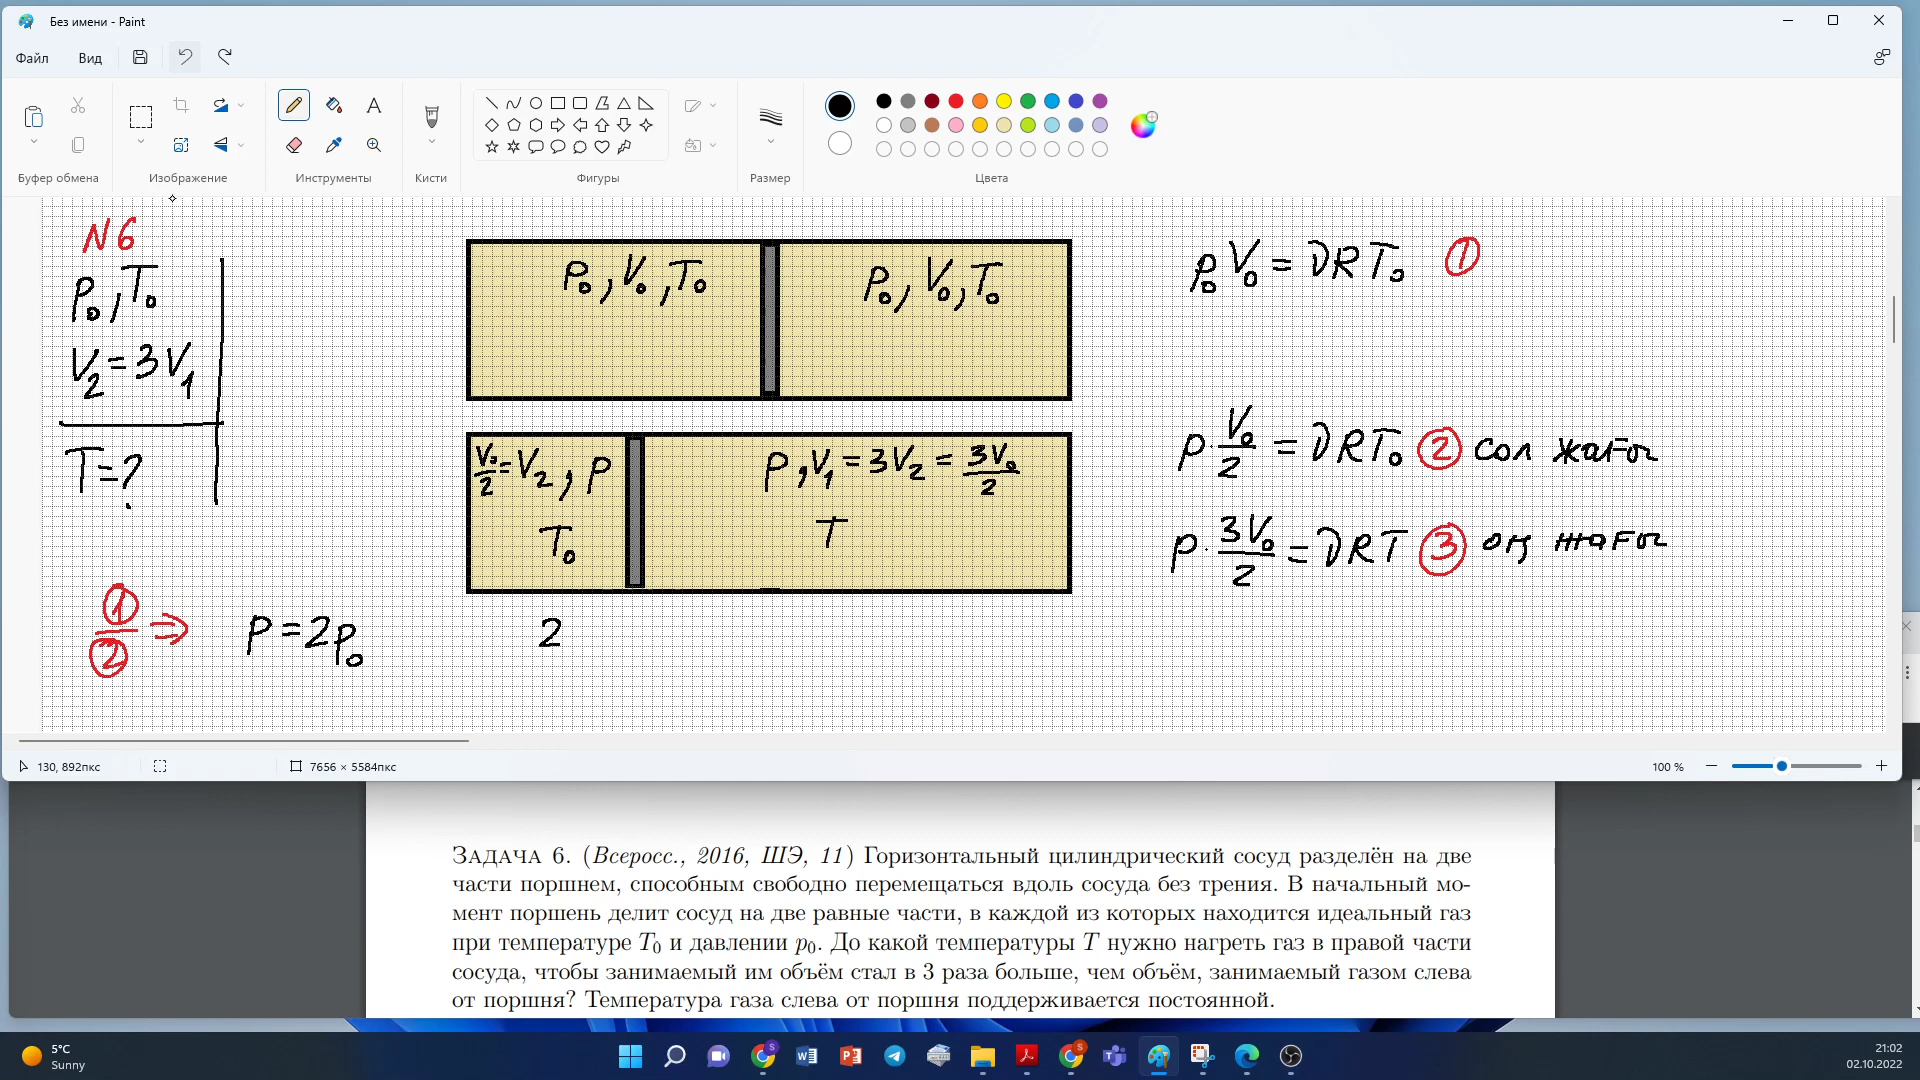 Без имени - Paint
Файл Вид
Буфер обмена Изображение Инструменты Кисти Фигуры Размер Цвета
N6
p₀, T₀
V₂=3V₁
T=?
p₀, V₀, T₀
p₀, V₀, T₀
p₀V₀=νRT₀ ①
V₀/2=V₂, p
T₀
p, V₁=3V₂=3V₀/2
T
p·V₀/2=νRT₀ ② сол жағы
p·3V₀/2=νRT ③ оң жағы
①/② ⇒ p=2p₀ 2
130, 892пкс 7656 × 5584пкс 100 %
Задача 6. (Всеросс., 2016, ШЭ, 11) Горизонтальный цилиндрический сосуд разделён на две
части поршнем, способным свободно перемещаться вдоль сосуда без трения. В начальный мо-
мент поршень делит сосуд на две равные части, в каждой из которых находится идеальный газ
при температуре T₀ и давлении p₀. До какой температуры T нужно нагреть газ в правой части
сосуда, чтобы занимаемый им объём стал в 3 раза больше, чем объём, занимаемый газом слева
от поршня? Температура газа слева от поршня поддерживается постоянной.
5°C
Sunny
21:02
02.10.2022